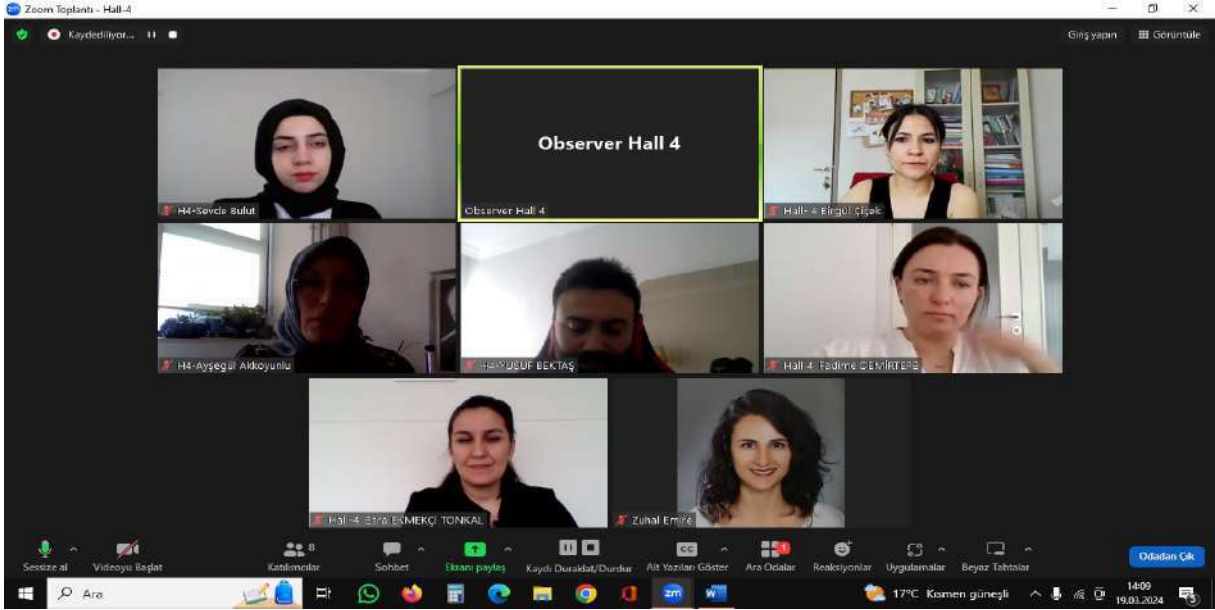 Zoom Toplantı - Hall-4
Kaydediliyor...
Giriş yapın
Görüntüle
H4-Sevde Bulut
Observer Hall 4
Observer Hall 4
Hall- 4 Birgül Çiçek
H4-Ayşegül Akkoyunlu
H4-YUSUF BEKTAŞ
Hall 4 Fadime DEMİRTEPE
Hall-4 Esra EKMEKÇİ TONKAL
Zuhal Emire
8
1
Sessize al
Videoyu Başlat
Katılımcılar
Sohbet
Ekranı paylaş
Kaydı Duraklat/Durdur
Alt Yazıları Göster
Ara Odalar
Reaksiyonlar
Uygulamalar
Beyaz Tahtalar
Odadan Çık
Ara
17°C Kısmen güneşli
14:09
19.03.2024